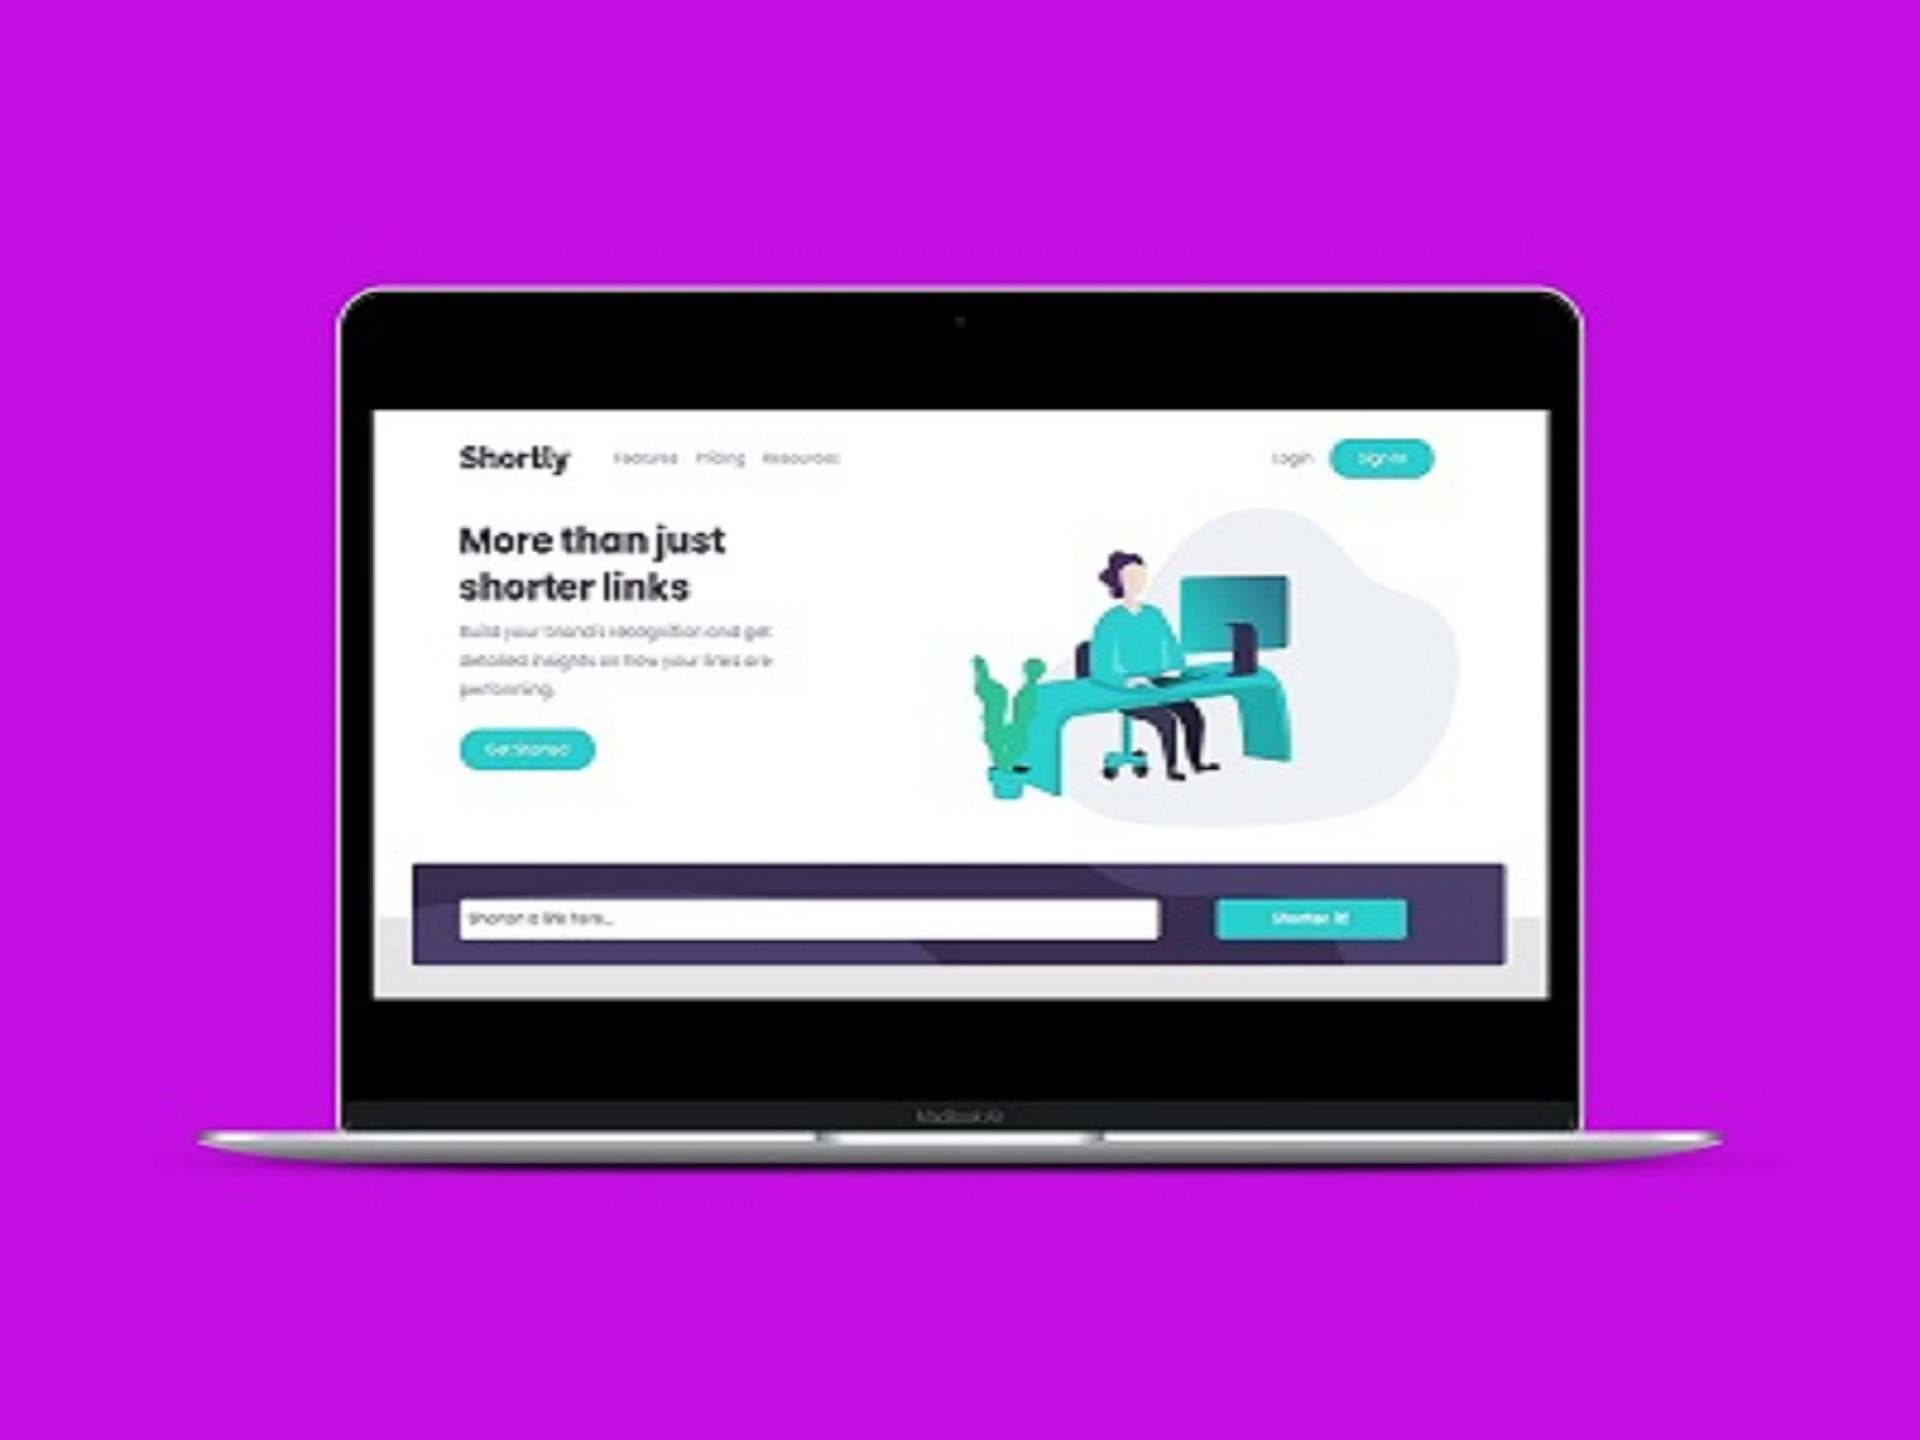 Shortly Features Pricing Resources Login Sign In
More than just
shorter links
Build your brand's recognition and get
detailed insights on how your links are
performing.
Get Started
Shorten a link here...
Shorten it!
MacBook Air